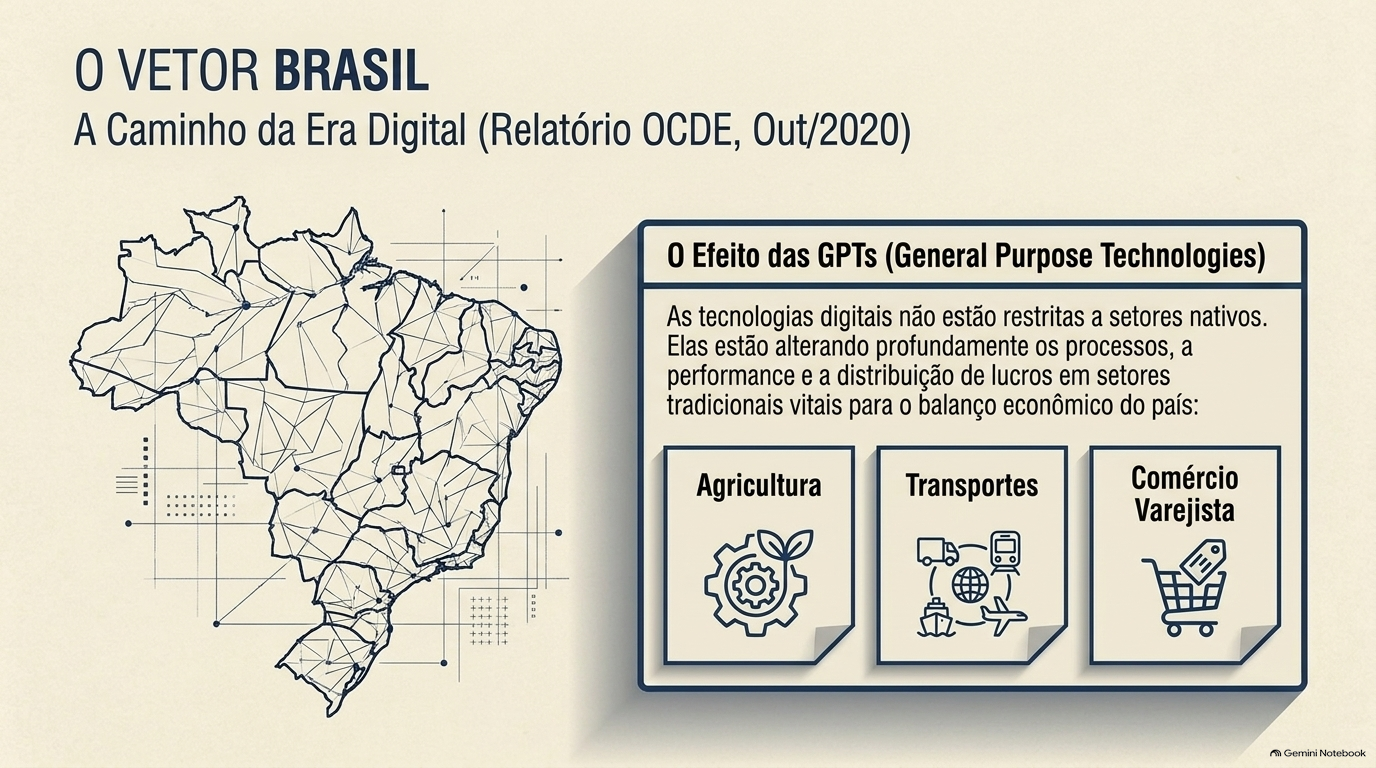 O VETOR BRASIL
A Caminho da Era Digital (Relatório OCDE, Out/2020)
O Efeito das GPTs (General Purpose Technologies)
As tecnologias digitais não estão restritas a setores nativos.
Elas estão alterando profundamente os processos, a
performance e a distribuição de lucros em setores
tradicionais vitais para o balanço econômico do país:
Agricultura
Transportes
Comércio
Varejista
Gemini Notebook